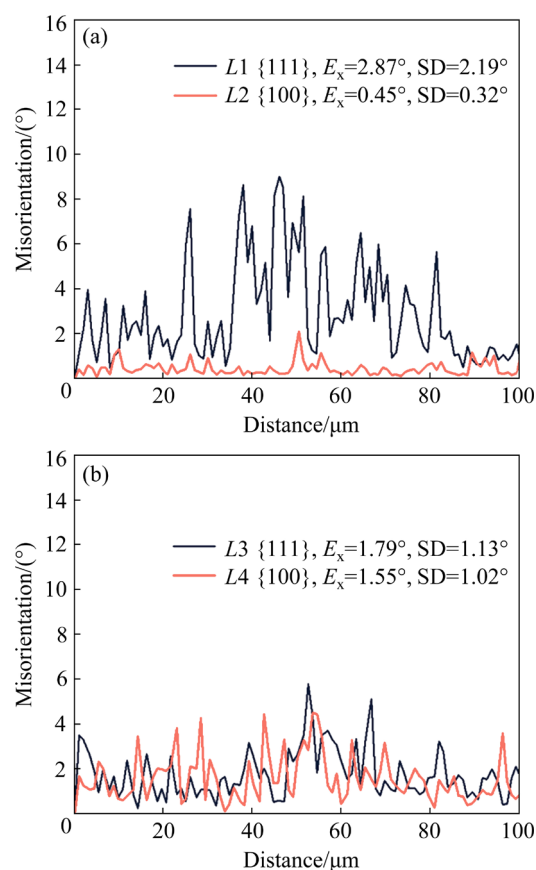 (a)
L1 {111}, Ex=2.87°, SD=2.19°
L2 {100}, Ex=0.45°, SD=0.32°
Misorientation/(°)
16
14
12
10
8
6
4
2
0
0 20 40 60 80 100
Distance/μm
(b)
L3 {111}, Ex=1.79°, SD=1.13°
L4 {100}, Ex=1.55°, SD=1.02°
Misorientation/(°)
16
14
12
10
8
6
4
2
0
20 40 60 80 100
Distance/μm